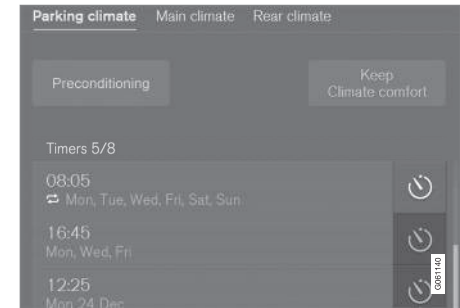 Parking climate Main climate Rear climate
Preconditioning
Keep
Climate comfort
Timers 5/8
08:05
Mon, Tue, Wed, Fri, Sat, Sun
16:45
Mon, Wed, Fri
12:25
Mon 24 Dec
G061140